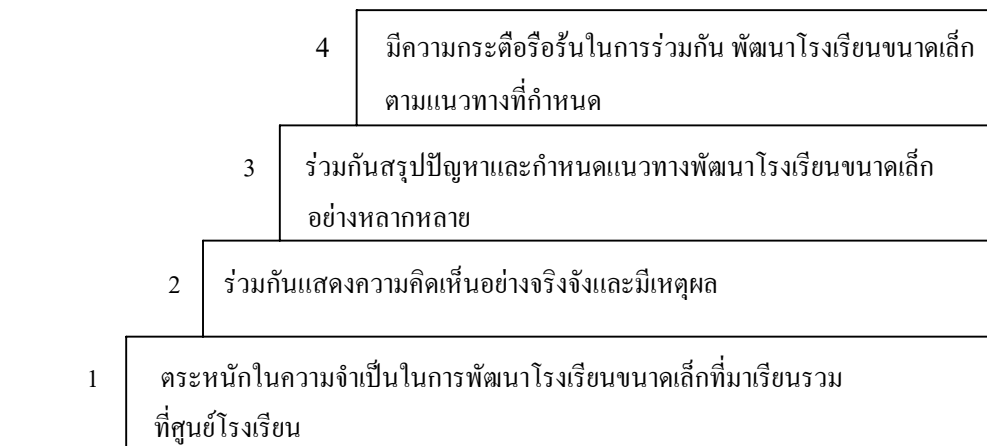 4 มีความกระตือรือร้นในการร่วมกัน พัฒนาโรงเรียนขนาดเล็ก
ตามแนวทางที่กำหนด
3 ร่วมกันสรุปปัญหาและกำหนดแนวทางพัฒนาโรงเรียนขนาดเล็ก
อย่างหลากหลาย
2 ร่วมกันแสดงความคิดเห็นอย่างจริงจังและมีเหตุผล
1 ตระหนักในความจำเป็นในการพัฒนาโรงเรียนขนาดเล็กที่มาเรียนรวม
ที่ศูนย์โรงเรียน